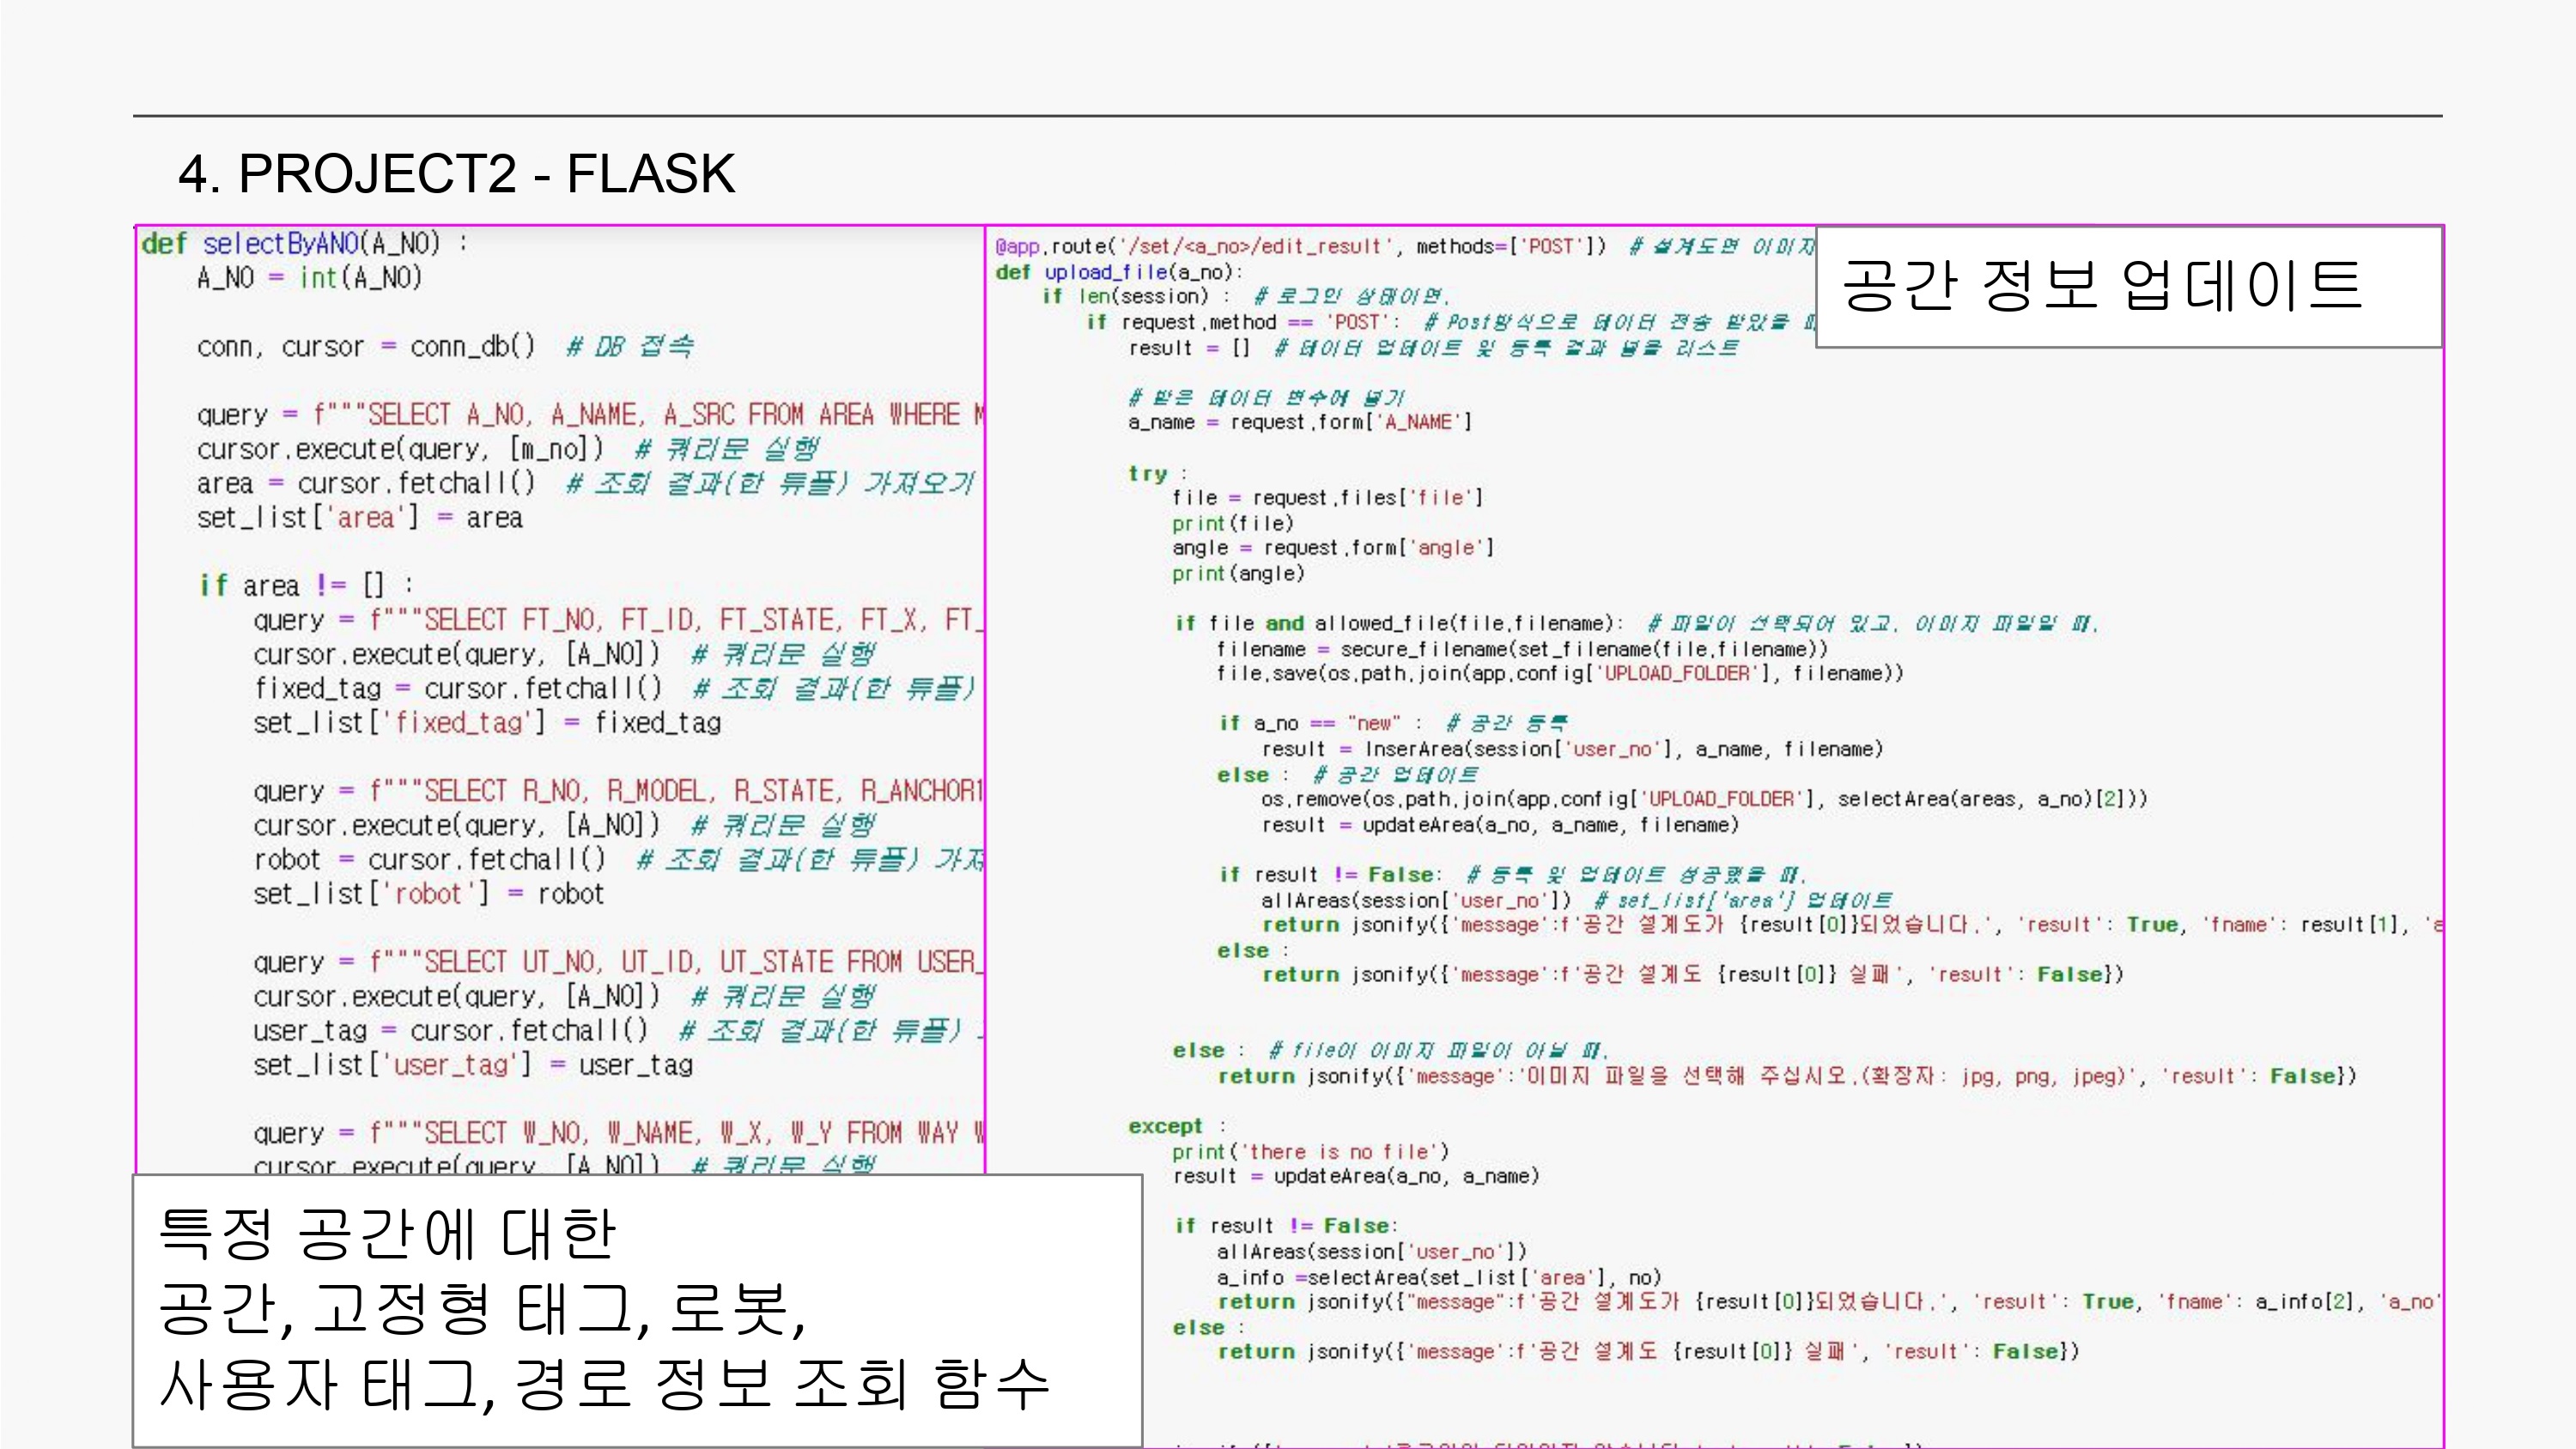 4. PROJECT2 - FLASK
def selectByANO(A_NO) :
A_NO = int(A_NO)
conn, cursor = conn_db() # DB 접속
query = f"""SELECT A_NO, A_NAME, A_SRC FROM AREA WHERE
cursor.execute(query, [m_no]) # 쿼리문 실행
area = cursor.fetchall() # 조회 결과(한 튜플) 가져오기
set_list['area'] = area
if area != [] :
query = f"""SELECT FT_NO, FT_ID, FT_STATE, FT_X, FT_
cursor.execute(query, [A_NO]) # 쿼리문 실행
fixed_tag = cursor.fetchall() # 조회 결과(한 튜플)
set_list['fixed_tag'] = fixed_tag
query = f"""SELECT R_NO, R_MODEL, R_STATE, R_ANCHOR1
cursor.execute(query, [A_NO]) # 쿼리문 실행
robot = cursor.fetchall() # 조회 결과(한 튜플) 가져
set_list['robot'] = robot
query = f"""SELECT UT_NO, UT_ID, UT_STATE FROM USER_
cursor.execute(query, [A_NO]) # 쿼리문 실행
user_tag = cursor.fetchall() # 조회 결과(한 튜플)
set_list['user_tag'] = user_tag
query = f"""SELECT W_NO, W_NAME, W_X, W_Y FROM WAY W
cursor.execute(query, [A_NO]) # 쿼리문 실행
특정 공간에 대한
공간, 고정형 태그, 로봇,
사용자 태그, 경로 정보 조회 함수
@app.route('/set/<a_no>/edit_result', methods=['POST']) # 설계도면 이미지
공간 정보 업데이트
def upload_file(a_no):
if len(session) : # 로그인 상태이면,
if request.method == 'POST': # Post방식으로 데이터 전송 받았을 때
result = [] # 데이터 업데이트 및 등록 결과 넣을 리스트
# 받은 데이터 변수에 넣기
a_name = request.form['A_NAME']
try :
file = request.files['file']
print(file)
angle = request.form['angle']
print(angle)
if file and allowed_file(file.filename): # 파일이 선택되어 있고, 이미지 파일일 때,
filename = secure_filename(set_filename(file.filename))
file.save(os.path.join(app.config['UPLOAD_FOLDER'], filename))
if a_no == "new" : # 공간 등록
result = InserArea(session['user_no'], a_name, filename)
else : # 공간 업데이트
os.remove(os.path.join(app.config['UPLOAD_FOLDER'], selectArea(areas, a_no)[2]))
result = updateArea(a_no, a_name, filename)
if result != False: # 등록 및 업데이트 성공했을 때,
allAreas(session['user_no']) # set_list['area'] 업데이트
return jsonify({'message':f'공간 설계도가 {result[0]}되었습니다.', 'result': True, 'fname': result[1], 'a
else :
return jsonify({'message':f'공간 설계도 {result[0]} 실패', 'result': False})
else : # file이 이미지 파일이 아닐 때,
return jsonify({'message':'이미지 파일을 선택해 주십시오.(확장자: jpg, png, jpeg)', 'result': False})
except :
print('there is no file')
result = updateArea(a_no, a_name)
if result != False:
allAreas(session['user_no'])
a_info =selectArea(set_list['area'], no)
return jsonify({"message":f'공간 설계도가 {result[0]}되었습니다.', 'result': True, 'fname': a_info[2], 'a_no'
else :
return jsonify({'message':f'공간 설계도 {result[0]} 실패', 'result': False})